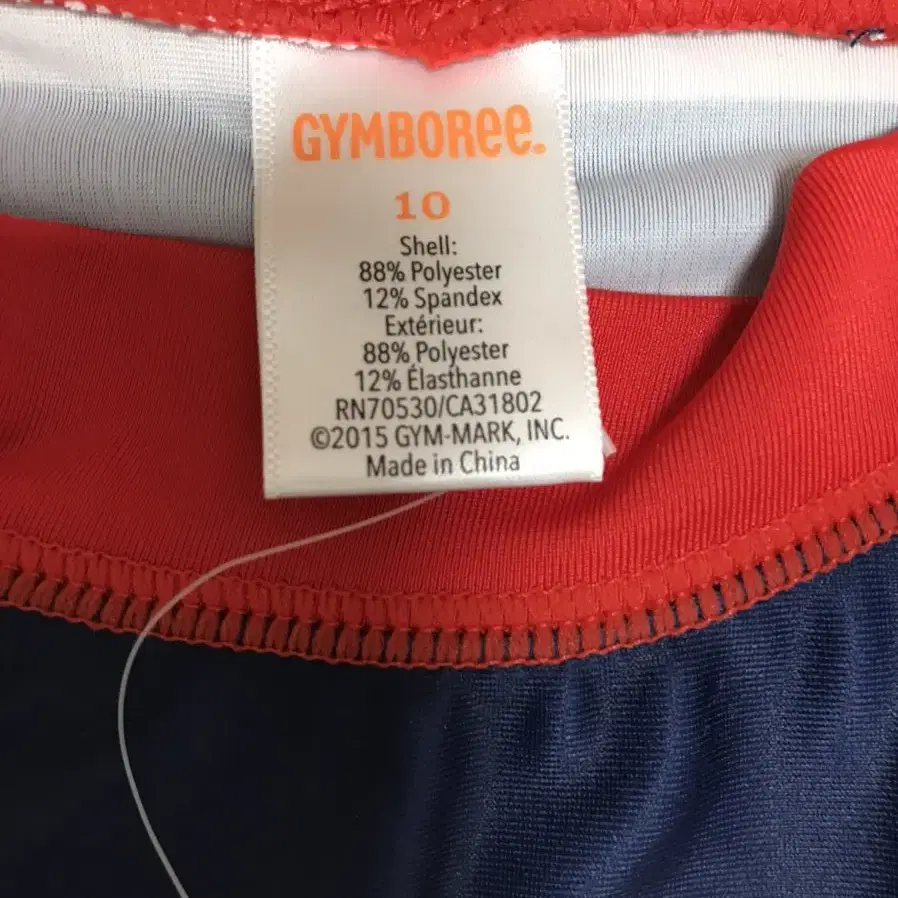 GYMBORee.
10
Shell:
88% Polyester
12% Spandex
Extérieur:
88% Polyester
12% Élasthanne
RN70530/CA31802
©2015 GYM-MARK, INC.
Made in China